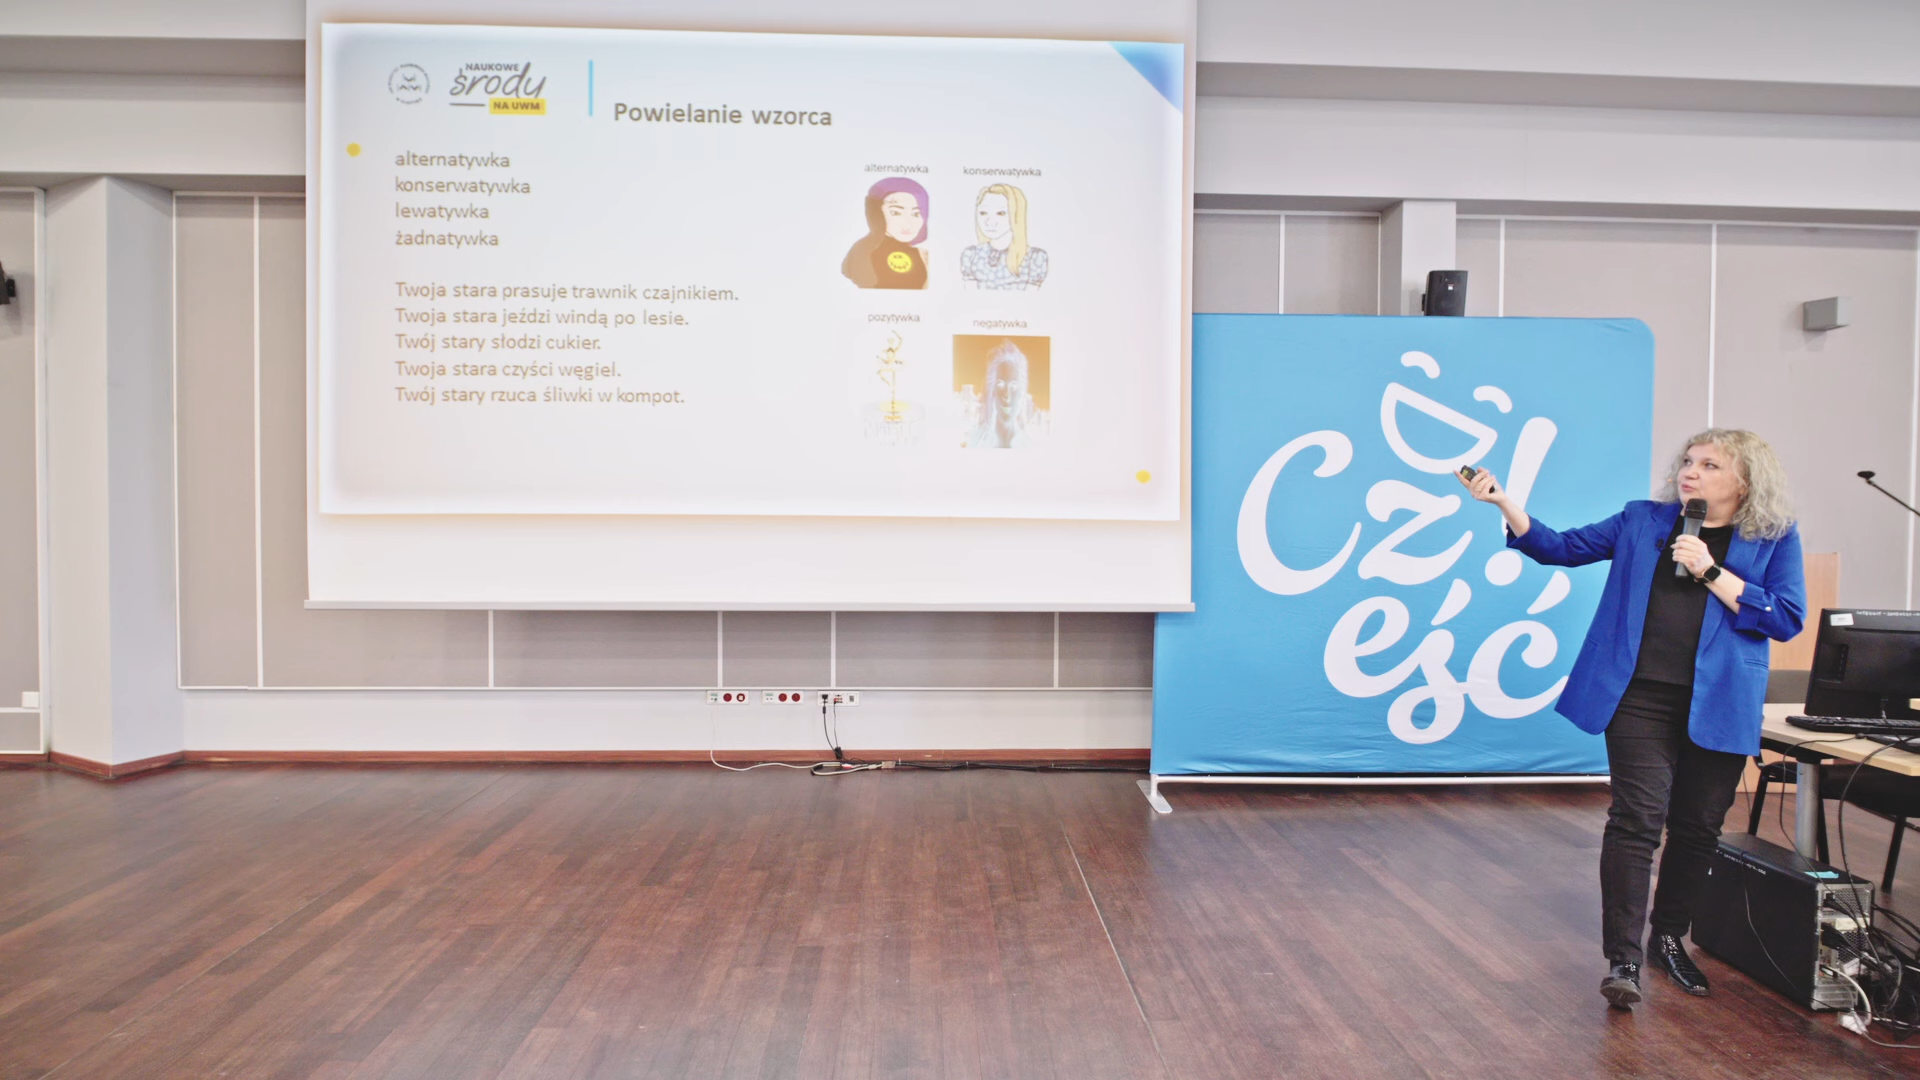 NAUKOWE
środy
NA UWM
Powielanie wzorca
alternatywka
konserwatywka
lewatywka
żadnatywka
Twoja stara prasuje trawnik czajnikiem.
Twoja stara jeździ windą po lesie.
Twój stary słodzi cukier.
Twoja stara czyści węgiel.
Twój stary rzuca śliwki w kompot.
alternatywka
konserwatywka
pozytywka
negatywka
Cz!
eść